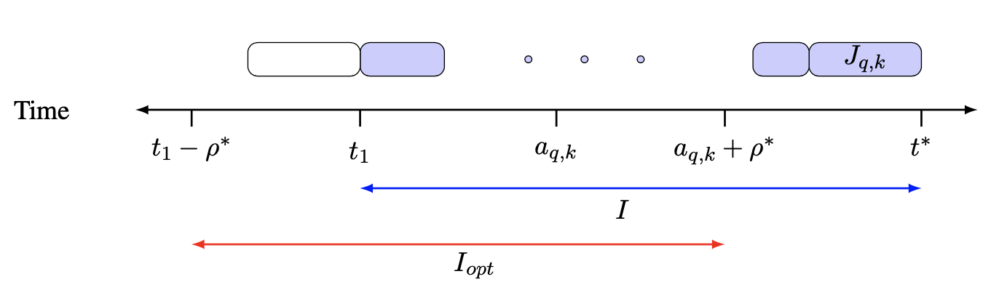 J_{q,k}
Time
t_1 − ρ* t_1 a_{q,k} a_{q,k} + ρ* t*
I
I_{opt}